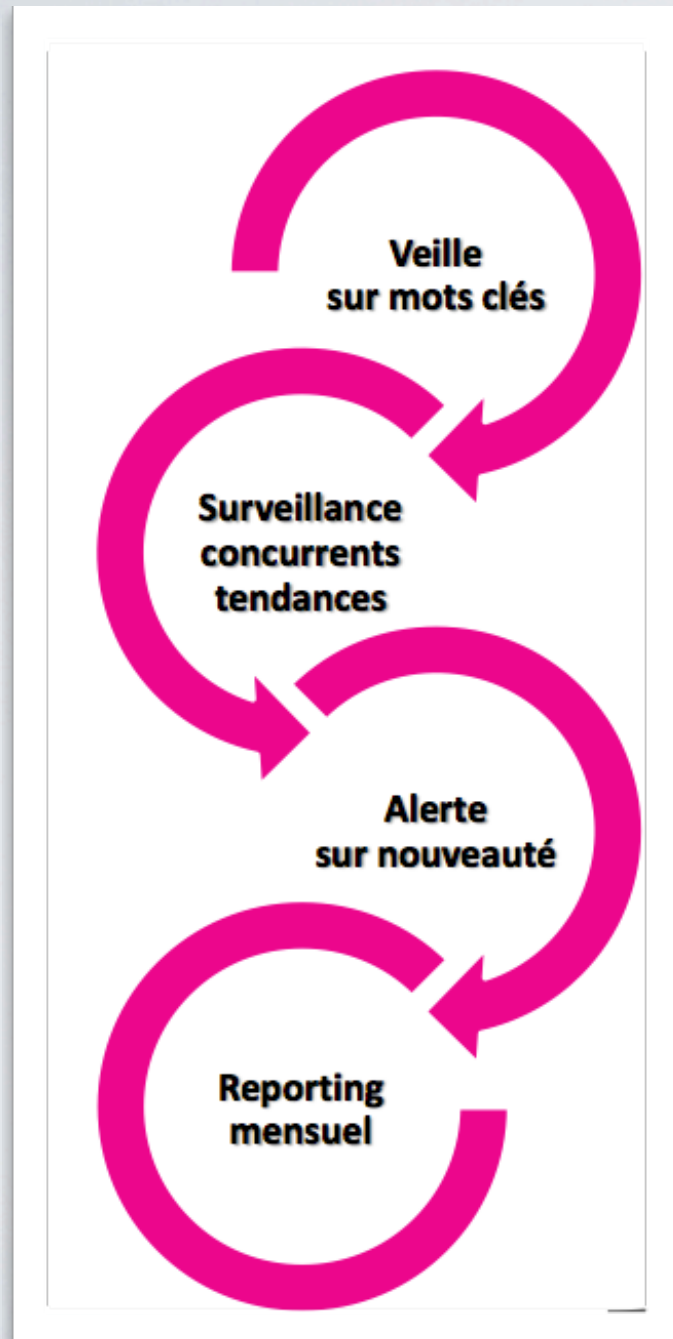 Veille
sur mots clés
Surveillance
concurrents
tendances
Alerte
sur nouveauté
Reporting
mensuel